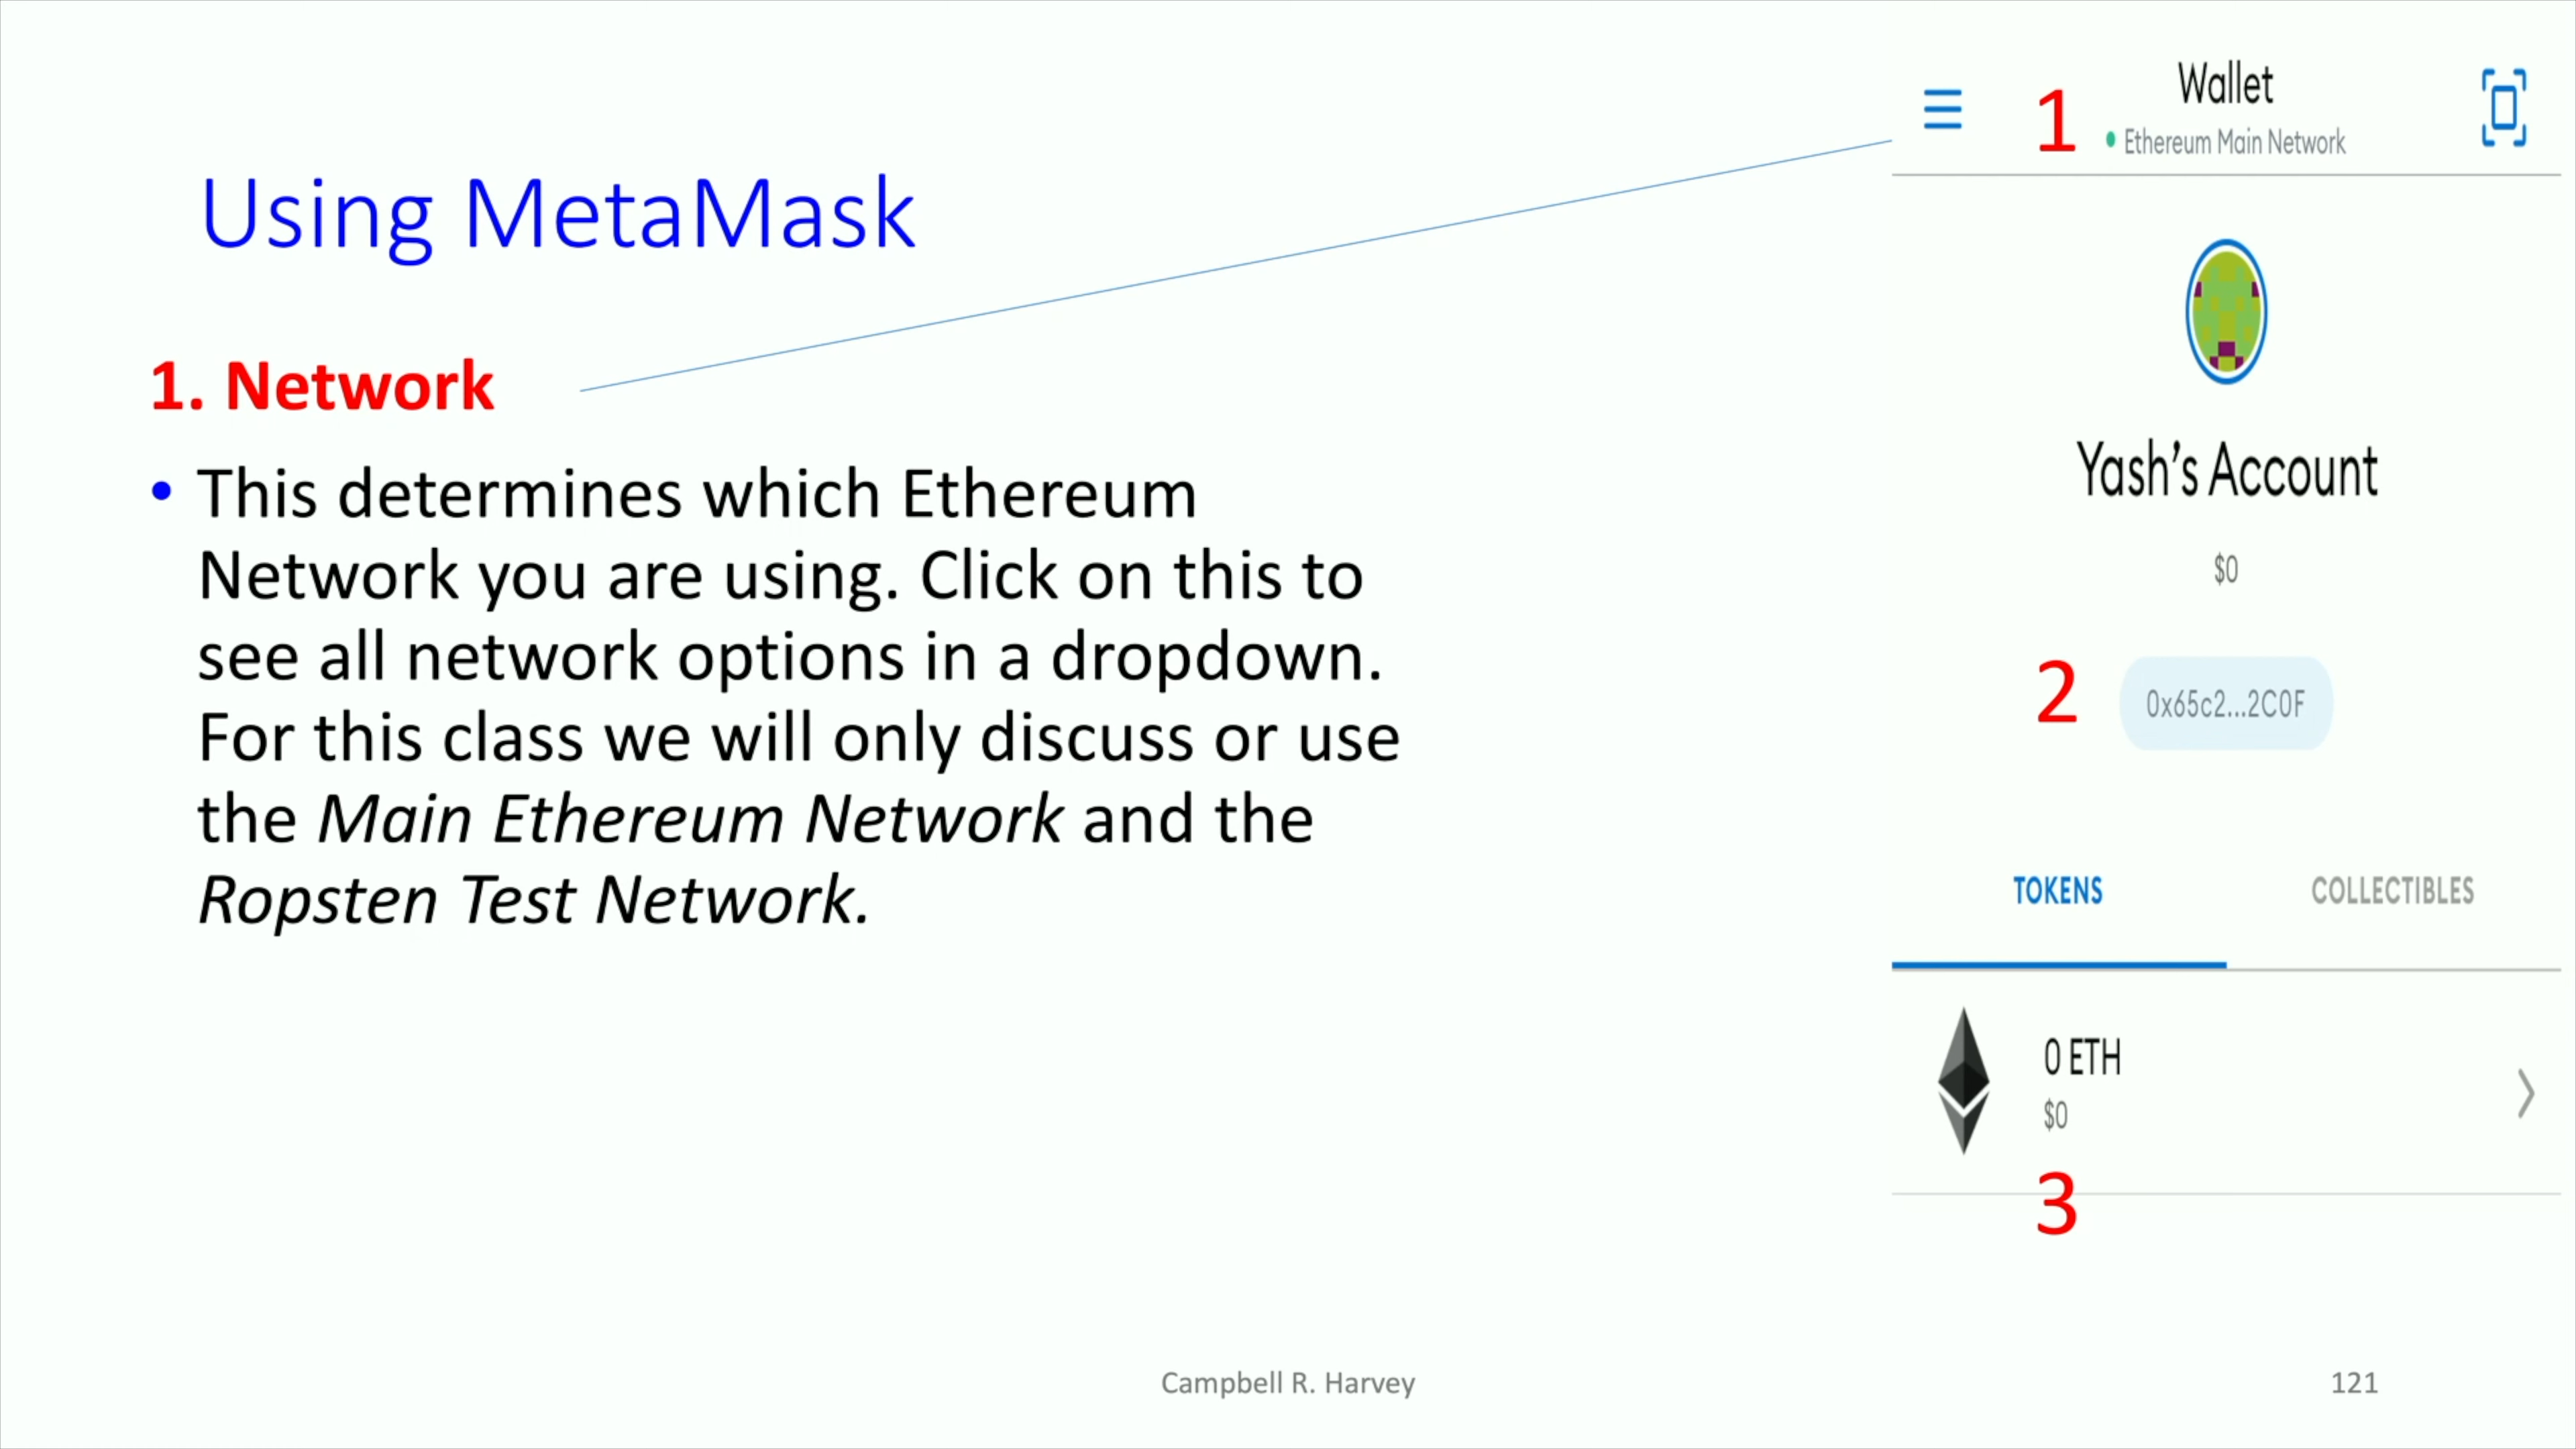 Using MetaMask
1. Network
• This determines which Ethereum
Network you are using. Click on this to
see all network options in a dropdown.
For this class we will only discuss or use
the Main Ethereum Network and the
Ropsten Test Network.
1
Wallet
Ethereum Main Network
Yash's Account
$0
2
0x65c2...2C0F
TOKENS
COLLECTIBLES
0 ETH
$0
3
Campbell R. Harvey
121